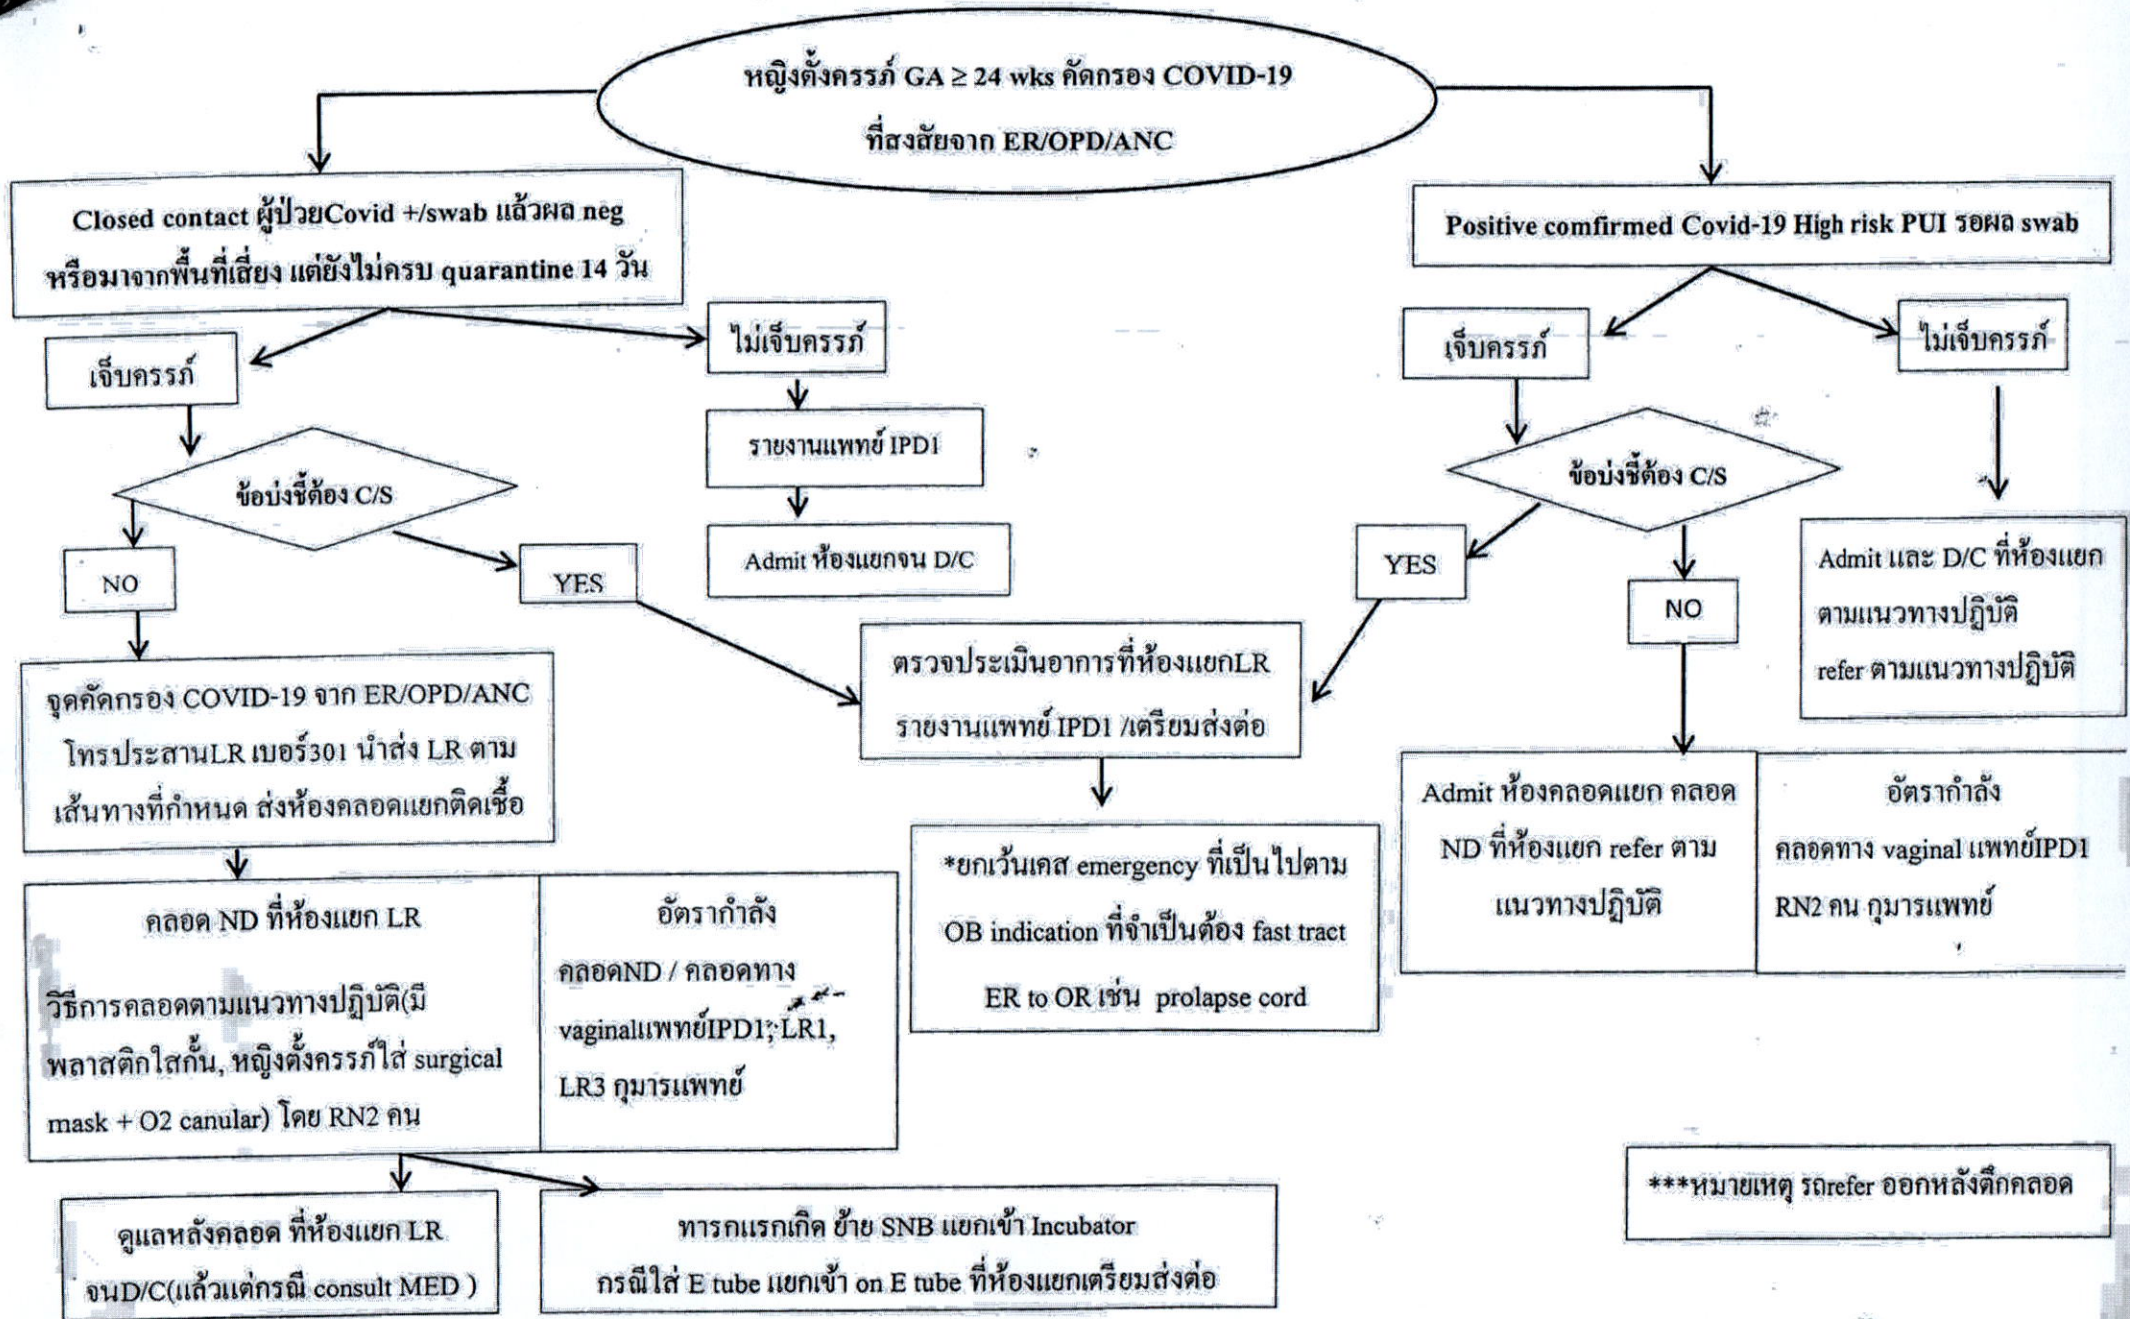 หญิงตั้งครรภ์ GA ≥ 24 wks คัดกรอง COVID-19
ที่สงสัยจาก ER/OPD/ANC
Closed contact ผู้ป่วยCovid +/swab แล้วผล neg
หรือมาจากพื้นที่เสี่ยง แต่ยังไม่ครบ quarantine 14 วัน
Positive comfirmed Covid-19 High risk PUI รอผล swab
เจ็บครรภ์
ไม่เจ็บครรภ์
เจ็บครรภ์
ไม่เจ็บครรภ์
รายงานแพทย์ IPD1
Admit ห้องแยกจน D/C
ข้อบ่งชี้ต้อง C/S
NO
YES
ข้อบ่งชี้ต้อง C/S
YES
NO
Admit และ D/C ที่ห้องแยก
ตามแนวทางปฏิบัติ
refer ตามแนวทางปฏิบัติ
จุดคัดกรอง COVID-19 จาก ER/OPD/ANC
โทรประสานLR เบอร์301 นำส่ง LR ตาม
เส้นทางที่กำหนด ส่งห้องคลอดแยกติดเชื้อ
ตรวจประเมินอาการที่ห้องแยกLR
รายงานแพทย์ IPD1 /เตรียมส่งต่อ
*ยกเว้นเคส emergency ที่เป็นไปตาม
OB indication ที่จำเป็นต้อง fast tract
ER to OR เช่น prolapse cord
Admit ห้องคลอดแยก คลอด
ND ที่ห้องแยก refer ตาม
แนวทางปฏิบัติ
อัตรากำลัง
คลอดทาง vaginal แพทย์IPD1
RN2 คน กุมารแพทย์
คลอด ND ที่ห้องแยก LR
วิธีการคลอดตามแนวทางปฏิบัติ(มี
พลาสติกใสกั้น, หญิงตั้งครรภ์ใส่ surgical
mask + O2 canular) โดย RN2 คน
อัตรากำลัง
คลอดND / คลอดทาง
vaginalแพทย์IPD1, LR1,
LR3 กุมารแพทย์
ดูแลหลังคลอด ที่ห้องแยก LR
จนD/C(แล้วแต่กรณี consult MED )
ทารกแรกเกิด ย้าย SNB แยกเข้า Incubator
กรณีใส่ E tube แยกเข้า on E tube ที่ห้องแยกเตรียมส่งต่อ
***หมายเหตุ รถrefer ออกหลังตึกคลอด